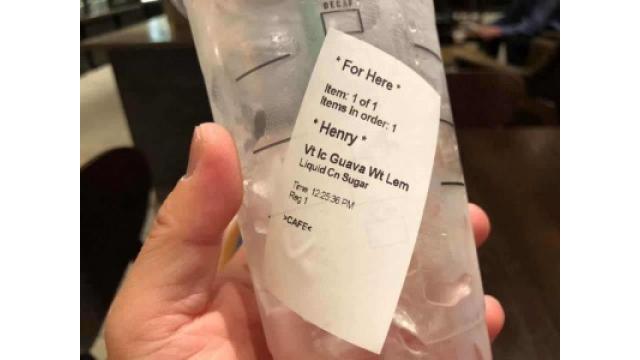 DECAF
* For Here *
Item: 1 of 1
Items in order: 1
* Henry *
Vt Ic Guava Wt Lem
Liquid Cn Sugar
Time 12:25:36 PM
Reg 1
>CAFE<